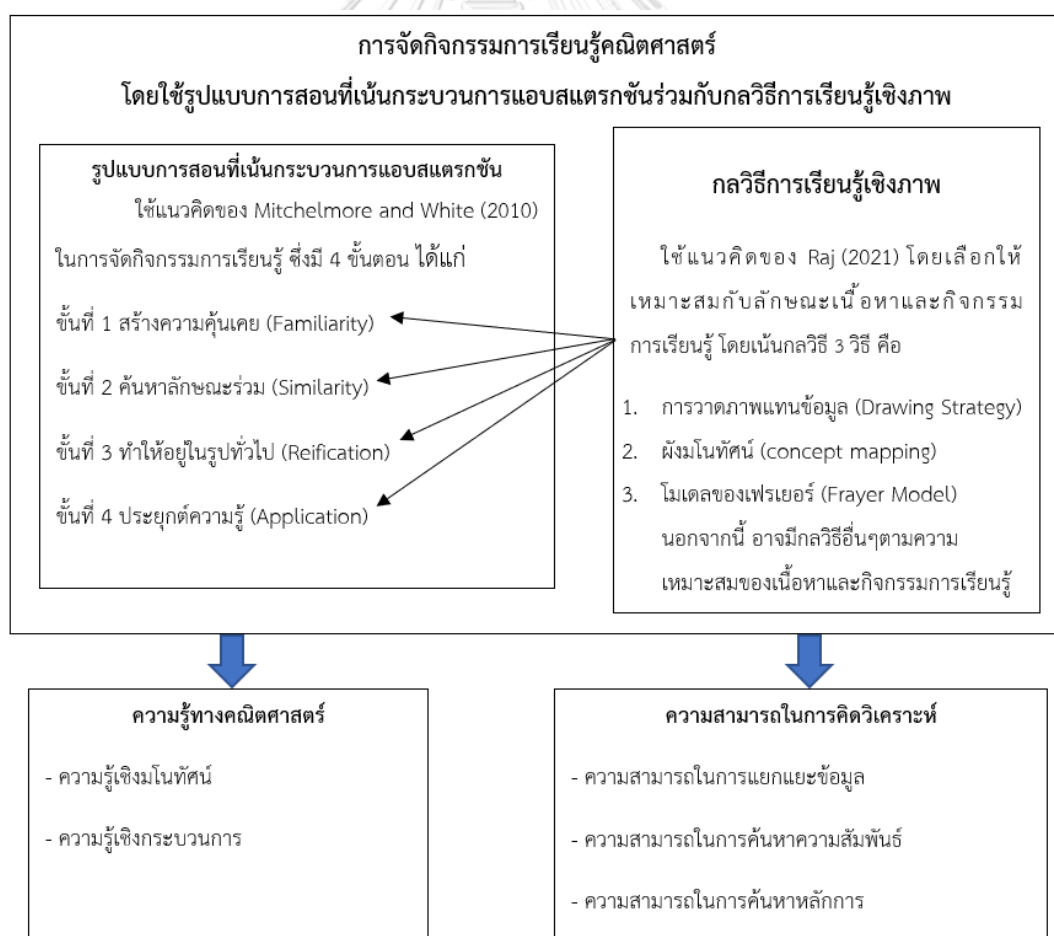 การจัดกิจกรรมการเรียนรู้คณิตศาสตร์
โดยใช้รูปแบบการสอนที่เน้นกระบวนการแอบสแตรกชันร่วมกับกลวิธีการเรียนรู้เชิงภาพ
รูปแบบการสอนที่เน้นกระบวนการแอบสแตรกชัน
ใช้แนวคิดของ Mitchelmore and White (2010)
ในการจัดกิจกรรมการเรียนรู้ ซึ่งมี 4 ขั้นตอน ได้แก่
ขั้นที่ 1 สร้างความคุ้นเคย (Familiarity)
ขั้นที่ 2 ค้นหาลักษณะร่วม (Similarity)
ขั้นที่ 3 ทำให้อยู่ในรูปทั่วไป (Reification)
ขั้นที่ 4 ประยุกต์ความรู้ (Application)
กลวิธีการเรียนรู้เชิงภาพ
ใช้แนวคิดของ Raj (2021) โดยเลือกให้
เหมาะสมกับลักษณะเนื้อหาและกิจกรรม
การเรียนรู้ โดยเน้นกลวิธี 3 วิธี คือ
1. การวาดภาพแทนข้อมูล (Drawing Strategy)
2. ผังมโนทัศน์ (concept mapping)
3. โมเดลของเฟรเยอร์ (Frayer Model)
นอกจากนี้ อาจมีกลวิธีอื่นๆตามความ
เหมาะสมของเนื้อหาและกิจกรรมการเรียนรู้
ความรู้ทางคณิตศาสตร์
- ความรู้เชิงมโนทัศน์
- ความรู้เชิงกระบวนการ
ความสามารถในการคิดวิเคราะห์
- ความสามารถในการแยกแยะข้อมูล
- ความสามารถในการค้นหาความสัมพันธ์
- ความสามารถในการค้นหาหลักการ